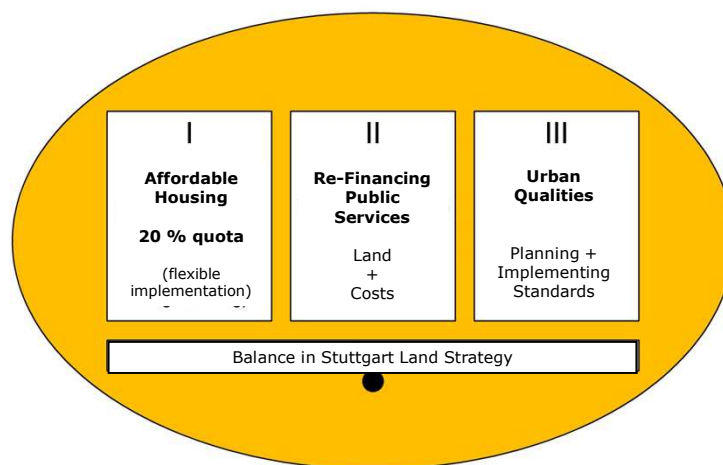 I
Affordable
Housing
20 % quota
(flexible
implementation)
II
Re-Financing
Public
Services
Land
+
Costs
III
Urban
Qualities
Planning +
Implementing
Standards
Balance in Stuttgart Land Strategy